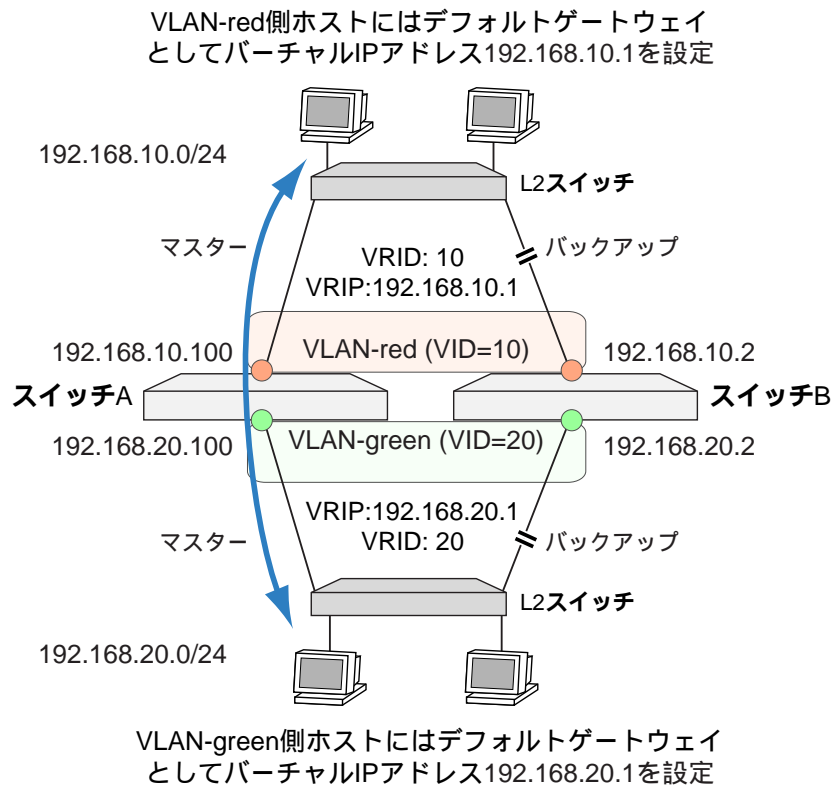 VLAN-red側ホストにはデフォルトゲートウェイ
としてバーチャルIPアドレス192.168.10.1を設定
192.168.10.0/24
L2スイッチ
マスター
バックアップ
VRID: 10
VRIP:192.168.10.1
192.168.10.100
VLAN-red (VID=10)
192.168.10.2
スイッチA
スイッチB
192.168.20.100
VLAN-green (VID=20)
192.168.20.2
VRIP:192.168.20.1
マスター
VRID: 20
バックアップ
L2スイッチ
192.168.20.0/24
VLAN-green側ホストにはデフォルトゲートウェイ
としてバーチャルIPアドレス192.168.20.1を設定